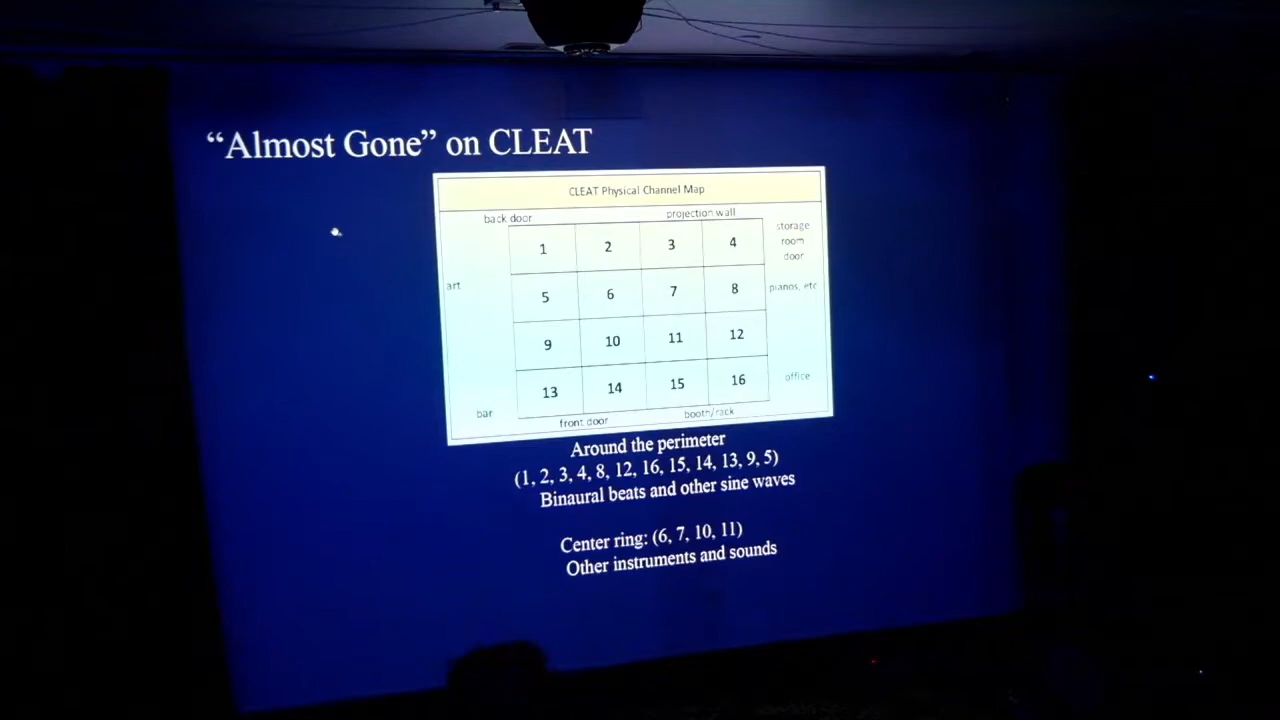 “Almost Gone” on CLEAT
CLEAT Physical Channel Map
back door projection wall
1 2 3 4 storage room door
art
5 6 7 8 pianos, etc
9 10 11 12
13 14 15 16 office
bar
front door booth/rack
Around the perimeter
(1, 2, 3, 4, 8, 12, 16, 15, 14, 13, 9, 5)
Binaural beats and other sine waves
Center ring: (6, 7, 10, 11)
Other instruments and sounds